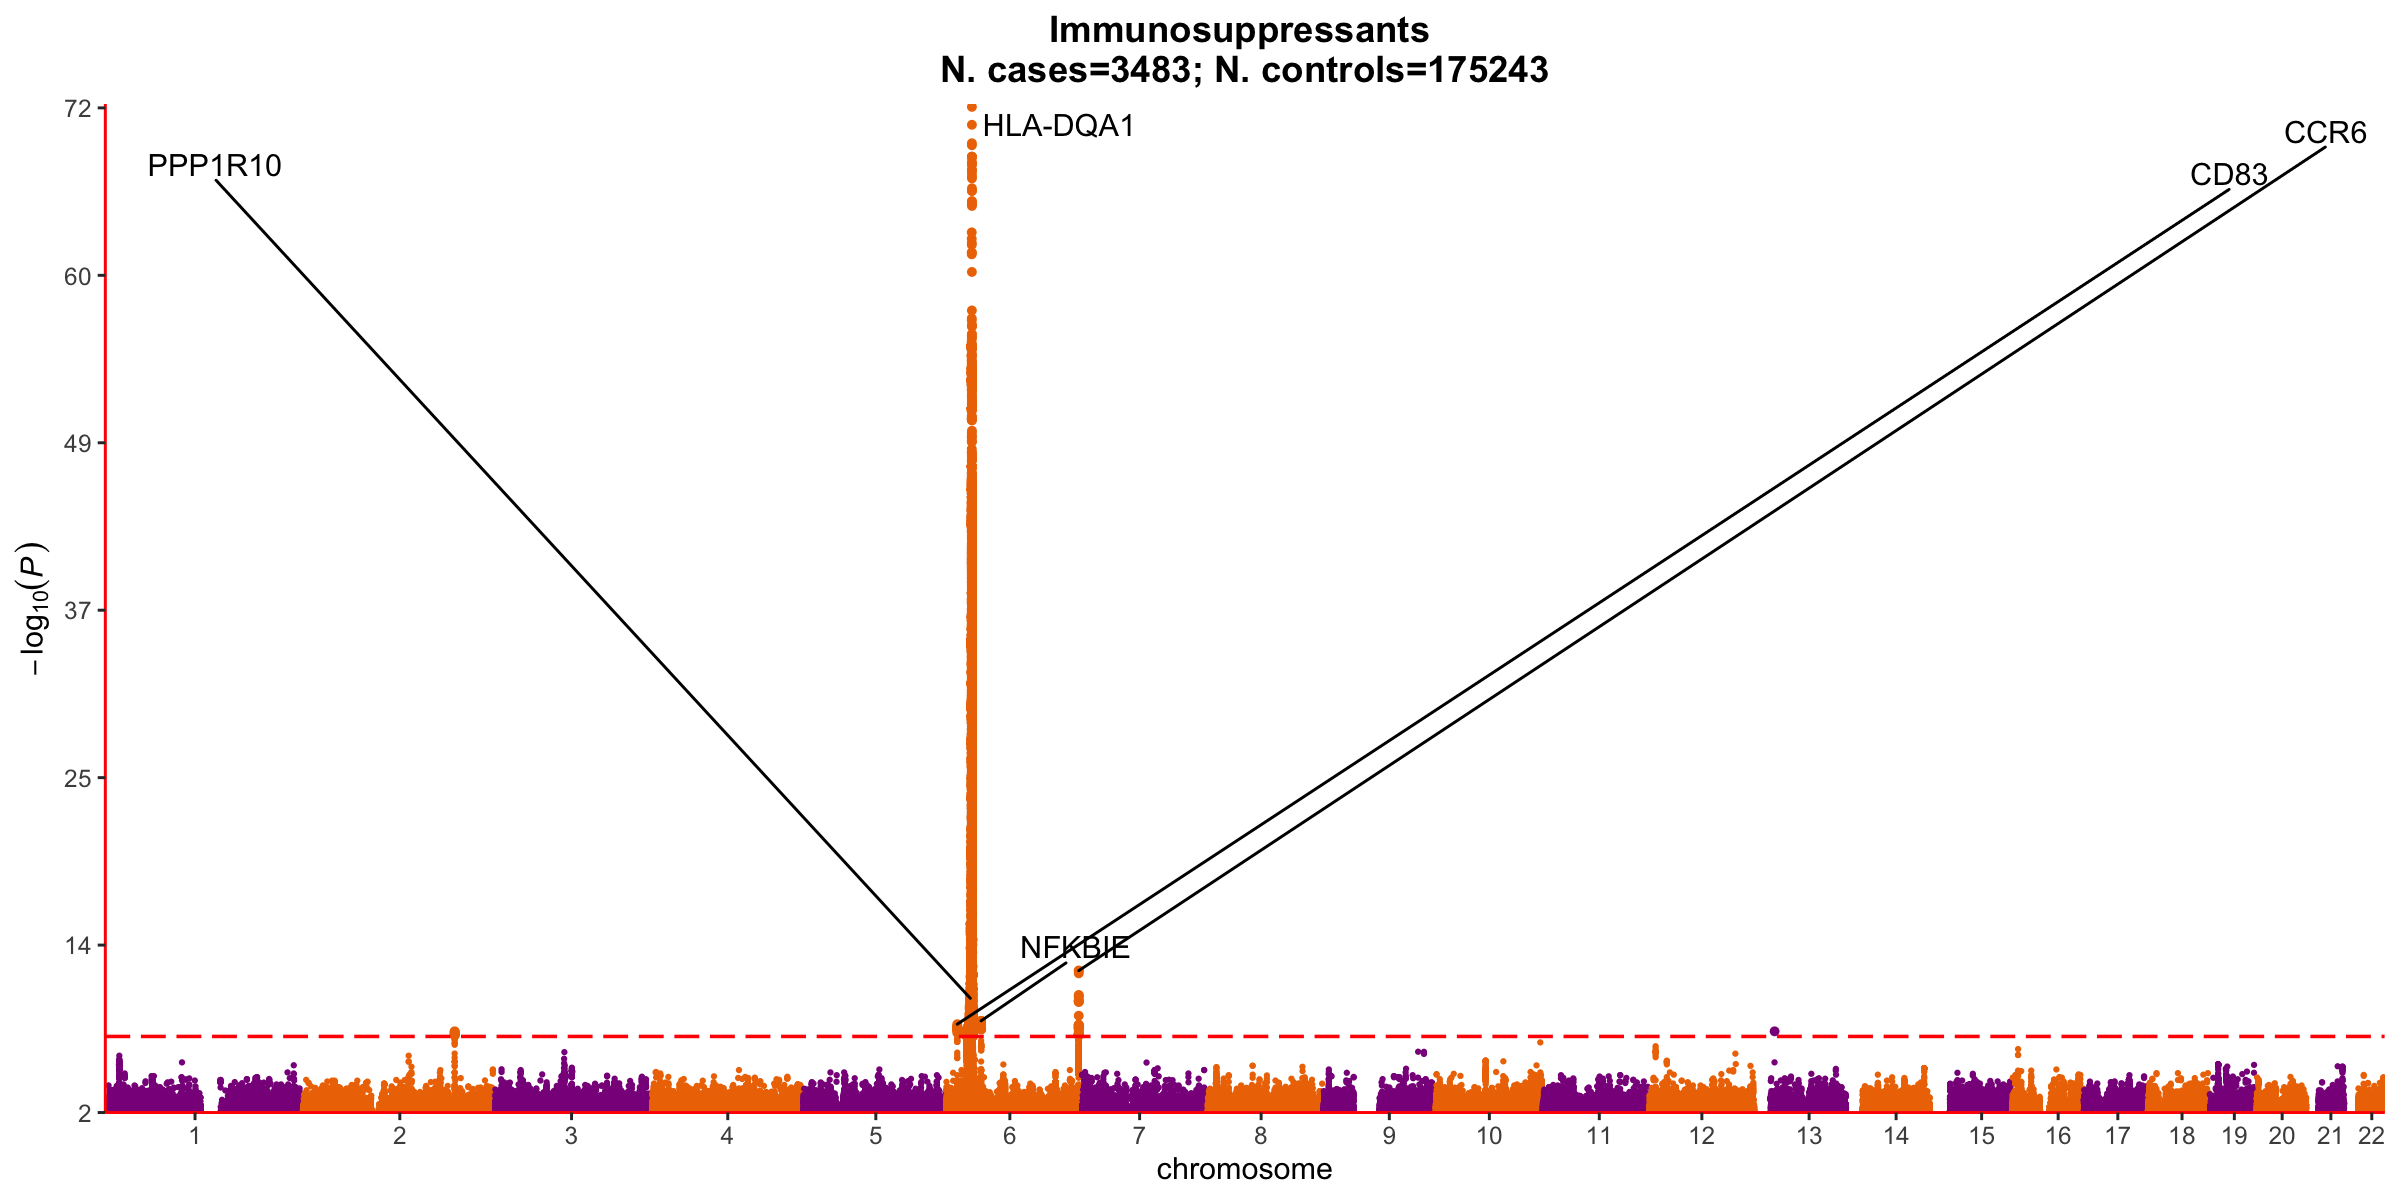 Immunosuppressants
N. cases=3483; N. controls=175243
72
60
49
37
25
14
2
−log10(P)
HLA-DQA1
CCR6
PPP1R10
CD83
NFKBIE
1 2 3 4 5 6 7 8 9 10 11 12 13 14 15 16 17 18 19 20 21 22
chromosome